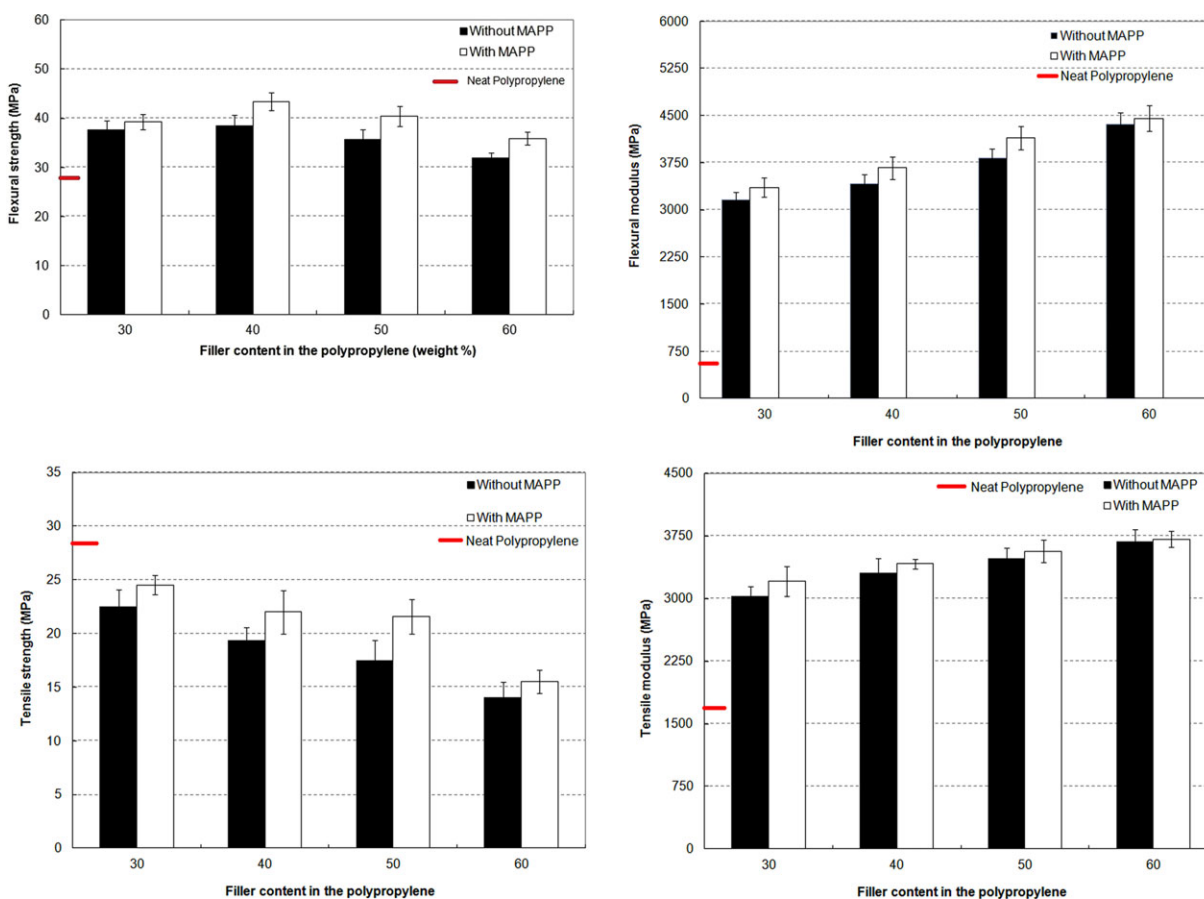 Flexural strength (MPa)
60
50
40
30
20
10
0
Without MAPP
With MAPP
Neat Polypropylene
30 40 50 60
Filler content in the polypropylene (weight %)
Flexural modulus (MPa)
6000
5250
4500
3750
3000
2250
1500
750
0
Without MAPP
With MAPP
Neat Polypropylene
30 40 50 60
Filler content in the polypropylene
Tensile strength (MPa)
35
30
25
20
15
10
5
0
Without MAPP
With MAPP
Neat Polypropylene
30 40 50 60
Filler content in the polypropylene
Tensile modulus (MPa)
4500
3750
3000
2250
1500
750
0
Neat Polypropylene Without MAPP
With MAPP
30 40 50 60
Filler content in the polypropylene